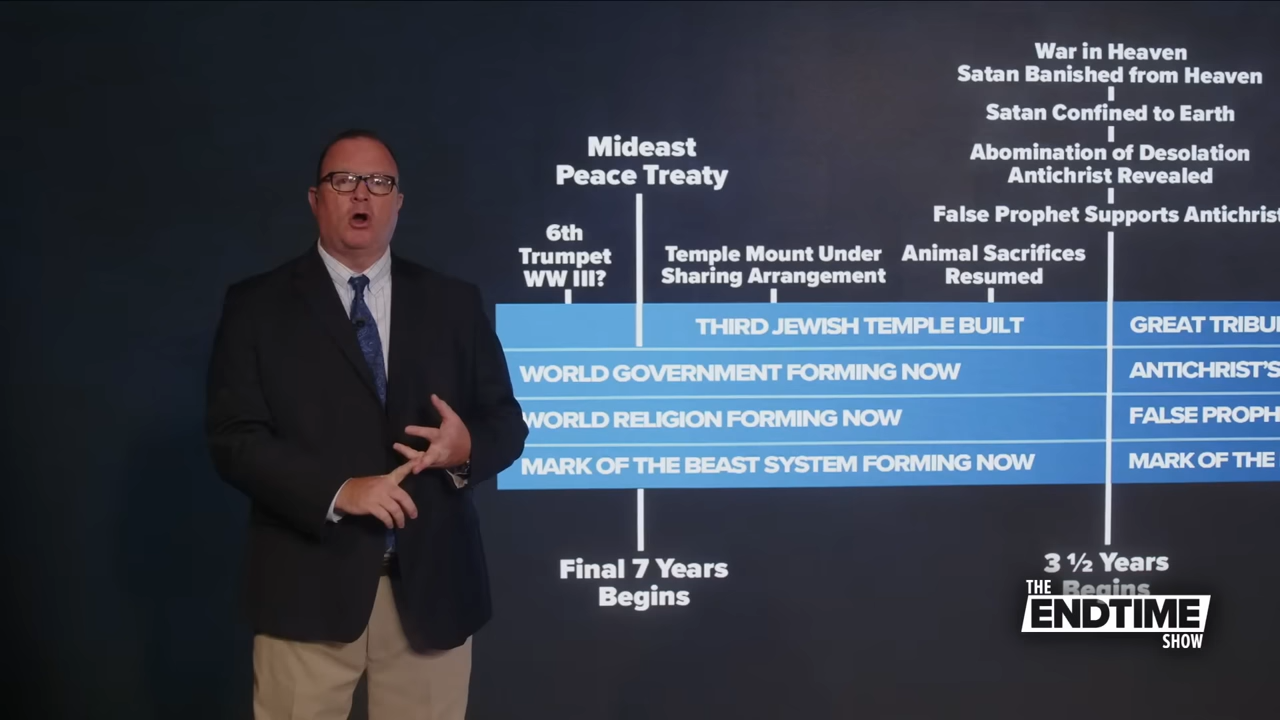 War in Heaven
Satan Banished from Heaven
Satan Confined to Earth
Abomination of Desolation
Antichrist Revealed
False Prophet Supports Antichrist
Mideast
Peace Treaty
6th
Trumpet
WW III?
Temple Mount Under
Sharing Arrangement
Animal Sacrifices
Resumed
THIRD JEWISH TEMPLE BUILT
GREAT TRIBU
WORLD GOVERNMENT FORMING NOW
ANTICHRIST'S
WORLD RELIGION FORMING NOW
FALSE PROPH
MARK OF THE BEAST SYSTEM FORMING NOW
MARK OF THE
Final 7 Years
Begins
3 ½ Years
Begins
THE
ENDTIME
SHOW